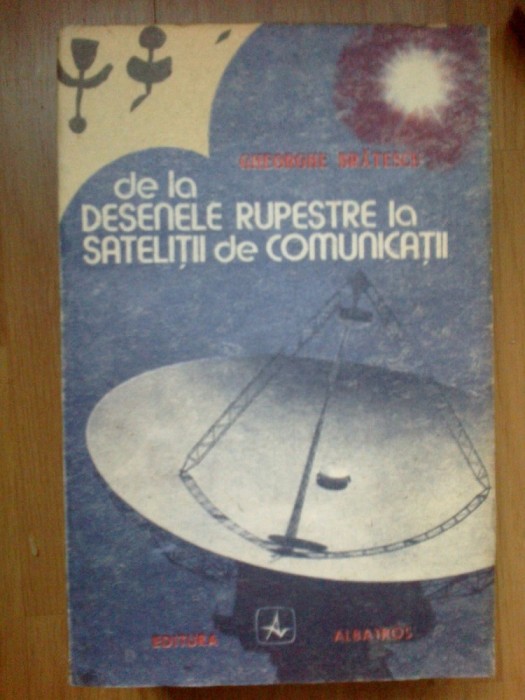 GHEORGHE BRĂTESCU
de la
DESENELE RUPESTRE la
SATELIȚII de COMUNICAȚII
EDITURA ALBATROS